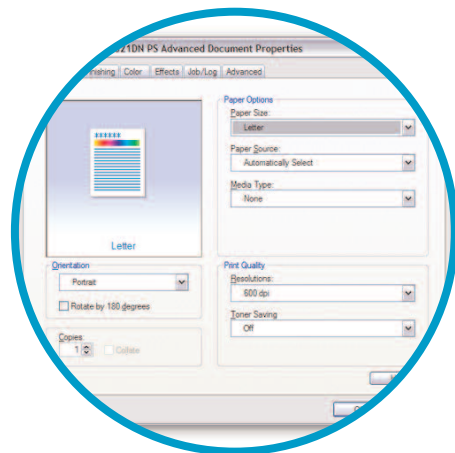 21DN PS Advanced Document Properties
Color Effects Job/Log Advanced
Paper Options
Paper Size:
Letter
Paper Source:
Automatically Select
Media Type:
None
Letter
Orientation
Portrait
Rotate by 180 degrees
Print Quality
Resolutions:
600 dpi
Toner Saving
Off
Copies:
1
Collate